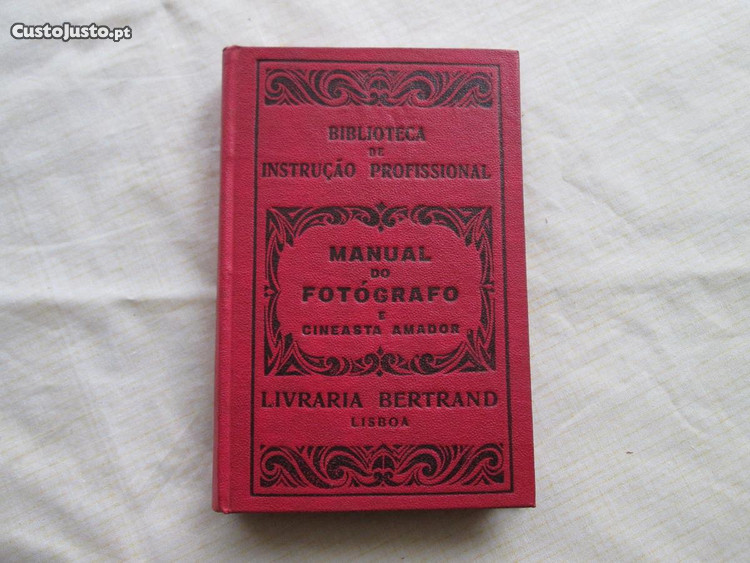 CustoJusto.pt
BIBLIOTECA
DE
INSTRUÇÃO PROFISSIONAL
MANUAL
DO
FOTÓGRAFO
E
CINEASTA AMADOR
LIVRARIA BERTRAND
LISBOA